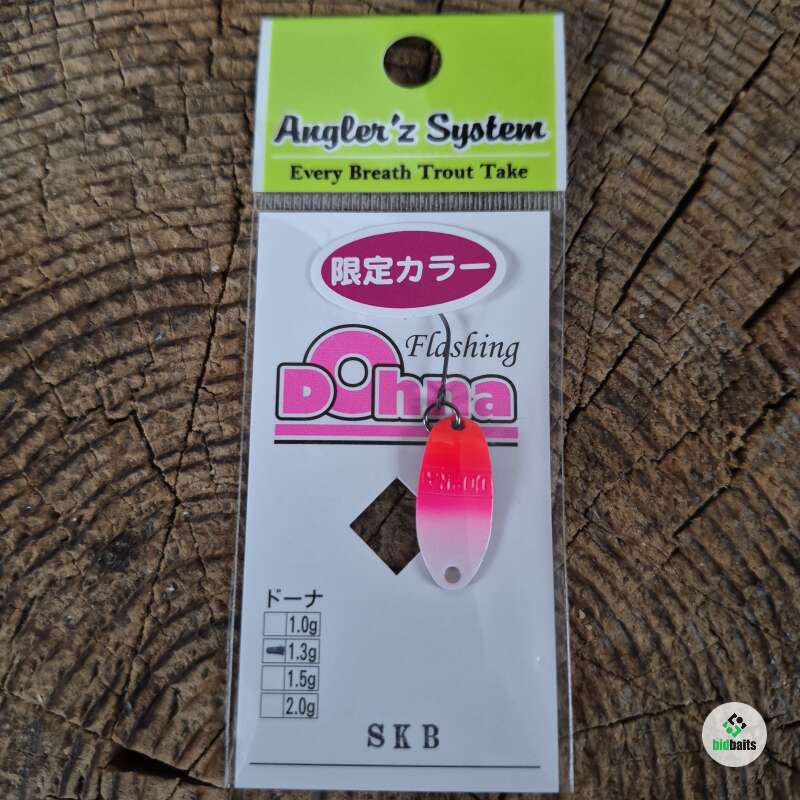 Angler'z System
Every Breath Trout Take
限定カラー
Flashing
Dohna
ドーナ
1.0g
1.3g
1.5g
2.0g
SKB
bidbaits